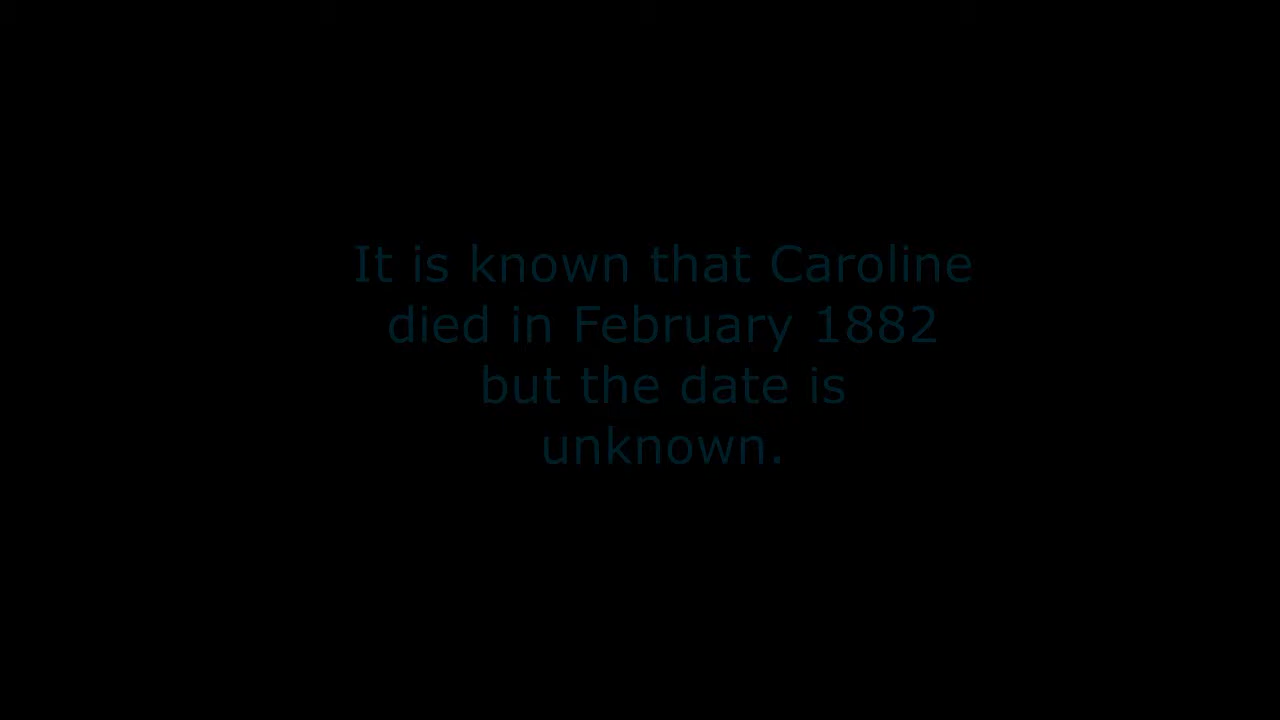 It is known that Caroline
died in February 1882
but the date is
unknown.